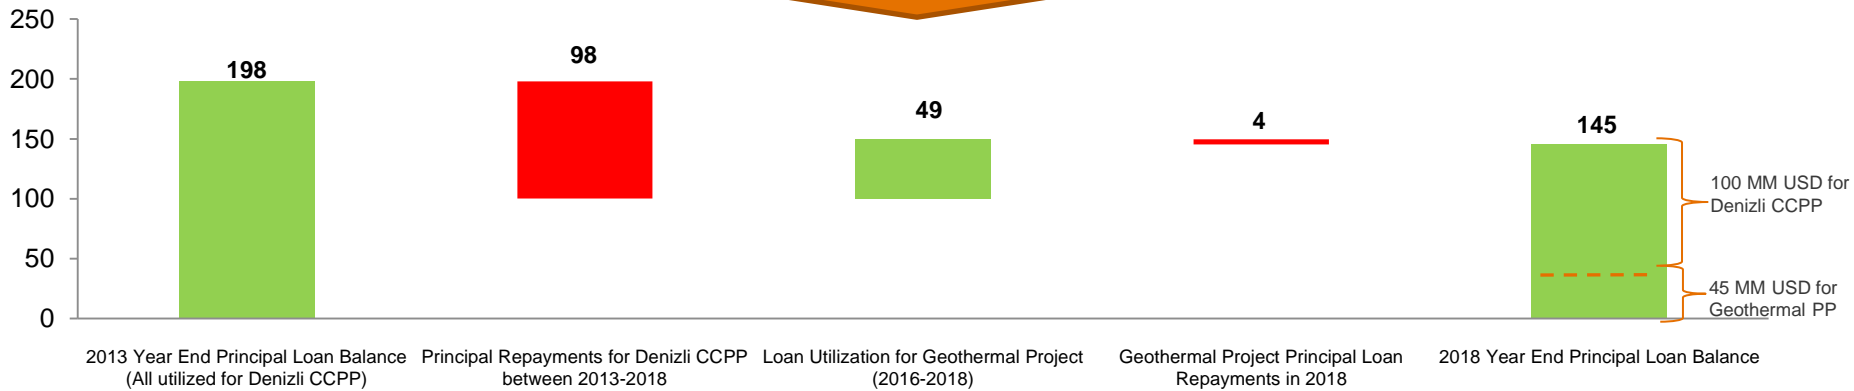 250
200
150
100
50
0
198
98
49
4
145
100 MM USD for
Denizli CCPP
45 MM USD for
Geothermal PP
2013 Year End Principal Loan Balance
(All utilized for Denizli CCPP)
Principal Repayments for Denizli CCPP
between 2013-2018
Loan Utilization for Geothermal Project
(2016-2018)
Geothermal Project Principal Loan
Repayments in 2018
2018 Year End Principal Loan Balance